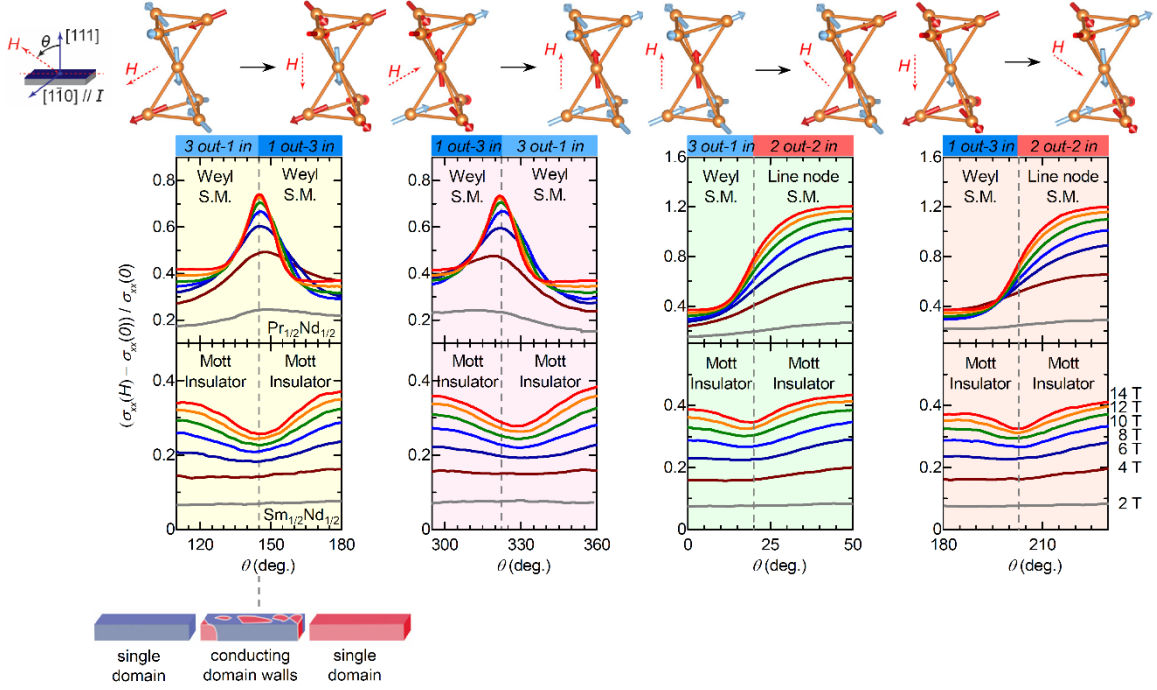 [111]
θ
H
[11̄0] // I
H
H
H
H
H
H
H
H
3 out-1 in 1 out-3 in
1 out-3 in 3 out-1 in
3 out-1 in 2 out-2 in
1 out-3 in 2 out-2 in
(σxx(H) − σxx(0)) / σxx(0)
0.8
0.6
0.4
0.2
Weyl S.M.
Weyl S.M.
Pr1/2Nd1/2
0.4
0.2
0
Mott Insulator
Mott Insulator
Sm1/2Nd1/2
120 150 180
θ (deg.)
0.8
0.6
0.4
0.2
Weyl S.M.
Weyl S.M.
0.4
0.2
0
Mott Insulator
Mott Insulator
300 320 340 360
θ (deg.)
1.6
1.2
0.8
0.4
Weyl S.M.
Line node S.M.
0.4
0.2
0
Mott Insulator
Mott Insulator
0 25 50
θ (deg.)
1.6
1.2
0.8
0.4
Weyl S.M.
Line node S.M.
0.4
0.2
0
Mott Insulator
Mott Insulator
14 T
12 T
10 T
8 T
6 T
4 T
2 T
180 210
θ (deg.)
single domain
conducting domain walls
single domain